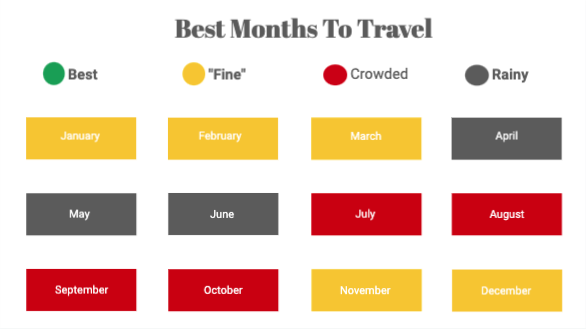 Best Months To Travel
Best "Fine" Crowded Rainy
January February March April
May June July August
September October November December